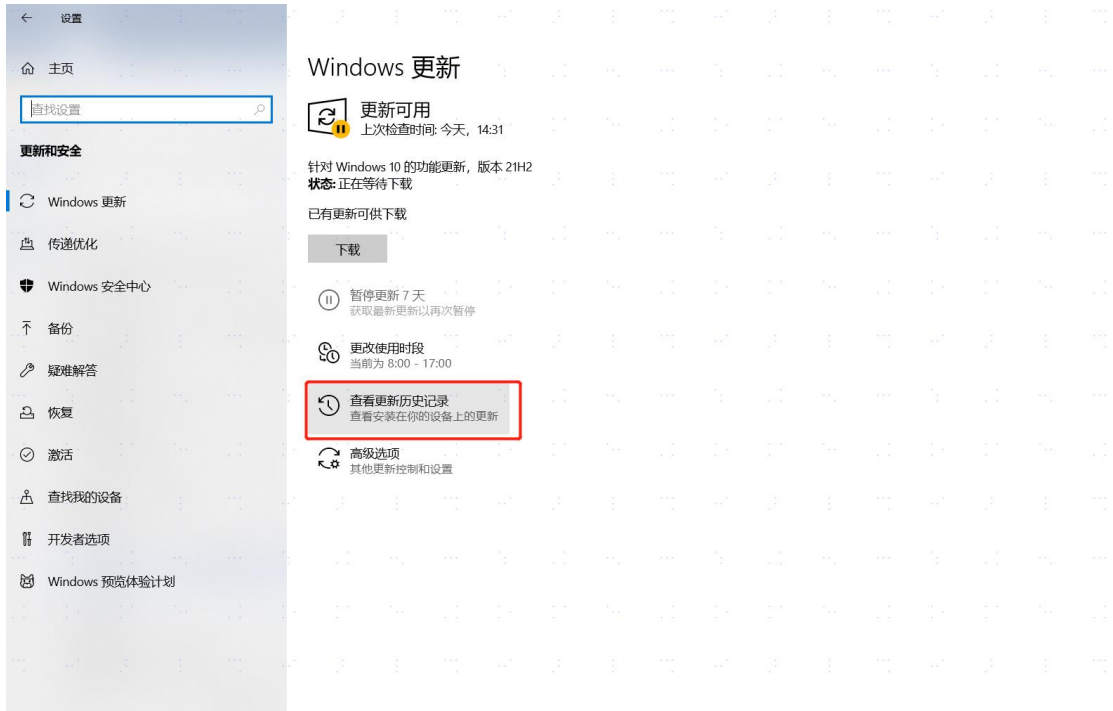 设置
主页
查找设置
更新和安全
Windows 更新
传递优化
Windows 安全中心
备份
疑难解答
恢复
激活
查找我的设备
开发者选项
Windows 预览体验计划
Windows 更新
更新可用
上次检查时间: 今天，14:31
针对 Windows 10 的功能更新，版本 21H2
状态: 正在等待下载
已有更新可供下载
下载
暂停更新 7 天
获取最新更新以再次暂停
更改使用时段
当前为 8:00 - 17:00
查看更新历史记录
查看安装在你的设备上的更新
高级选项
其他更新控制和设置